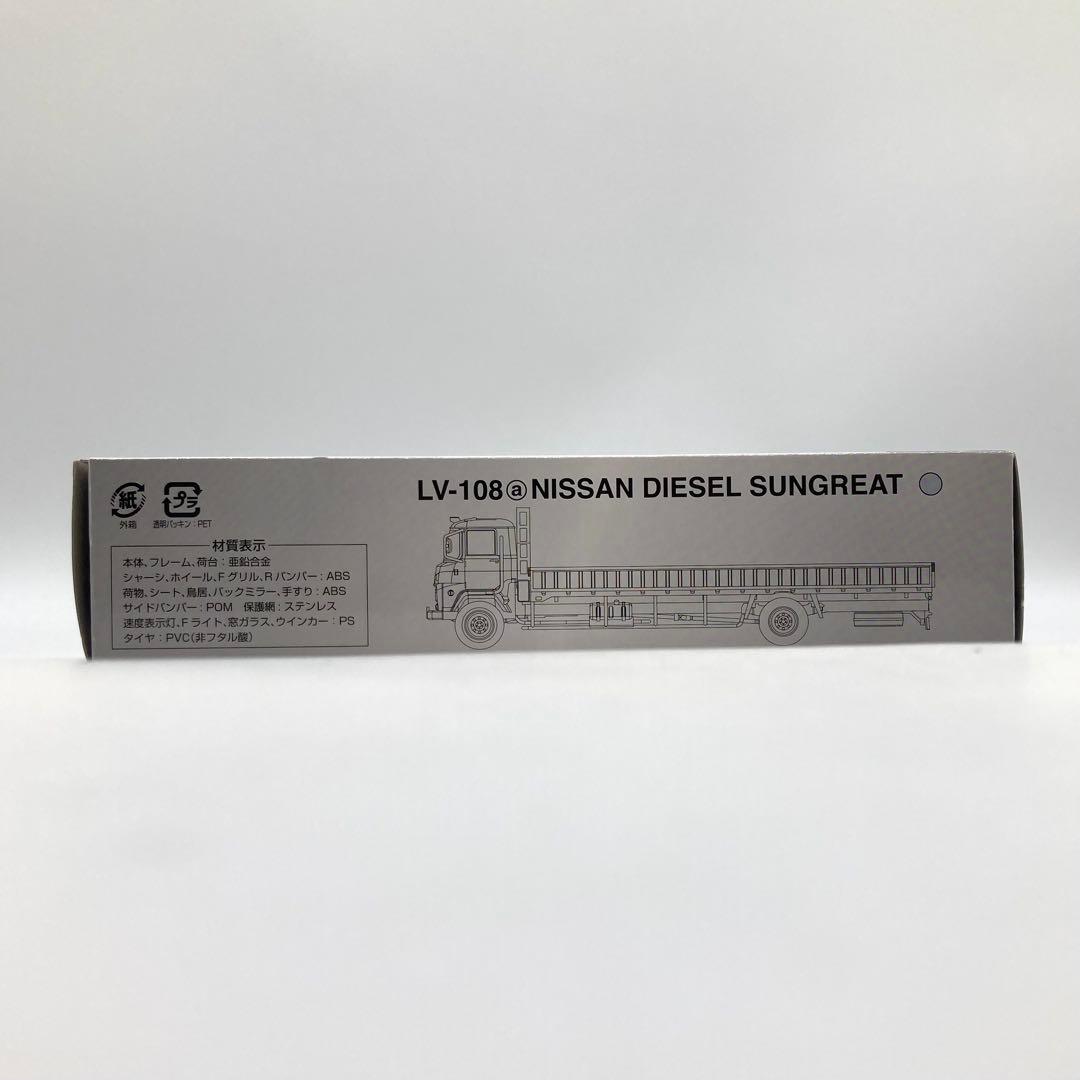 LV-108 ⓐ NISSAN DIESEL SUNGREAT
紙
プラ
外箱
透明パッキン：PET
材質表示
本体、フレーム、荷台：亜鉛合金
シャーシ、ホイール、Fグリル、Rバンパー：ABS
荷物、シート、鳥居、バックミラー、手すり：ABS
サイドバンパー：POM 保護網：ステンレス
速度表示灯、Fライト、窓ガラス、ウインカー：PS
タイヤ：PVC（非フタル酸）